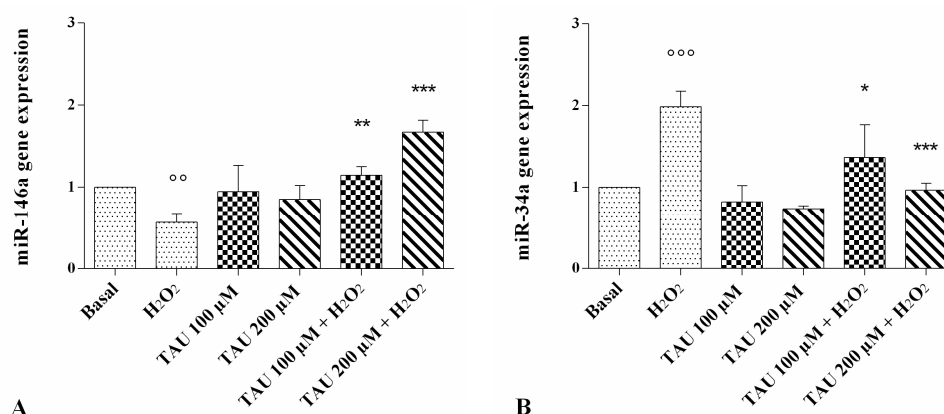 miR-146a gene expression
3
2
1
0
°°
**
***
Basal
H₂O₂
TAU 100 μM
TAU 200 μM
TAU 100 μM + H₂O₂
TAU 200 μM + H₂O₂
A
miR-34a gene expression
3
2
1
0
°°°
*
***
Basal
H₂O₂
TAU 100 μM
TAU 200 μM
TAU 100 μM + H₂O₂
TAU 200 μM + H₂O₂
B